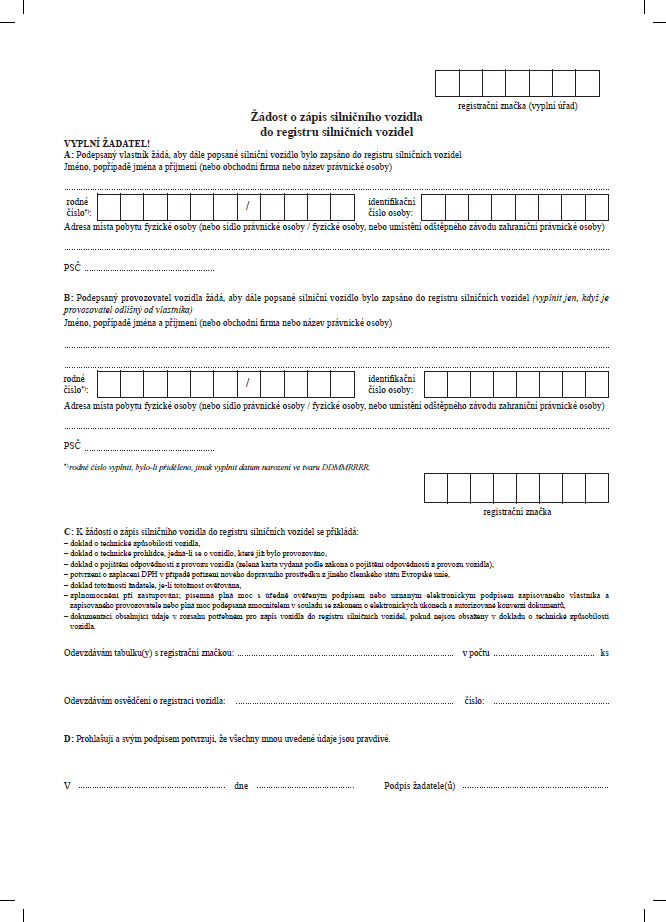 registrační značka (vyplní úřad)
Žádost o zápis silničního vozidla
do registru silničních vozidel
VYPLNÍ ŽADATEL!
A: Podepsaný vlastník žádá, aby dále popsané silniční vozidlo bylo zapsáno do registru silničních vozidel
Jméno, popřípadě jména a příjmení (nebo obchodní firma nebo název právnické osoby)
rodné
číslo*): / identifikační
číslo osoby:
Adresa místa pobytu fyzické osoby (nebo sídlo právnické osoby / fyzické osoby, nebo umístění odštěpného závodu zahraniční právnické osoby)
PSČ
B: Podepsaný provozovatel vozidla žádá, aby dále popsané silniční vozidlo bylo zapsáno do registru silničních vozidel (vyplnit jen, když je
provozovatel odlišný od vlastníka)
Jméno, popřípadě jména a příjmení (nebo obchodní firma nebo název právnické osoby)
rodné
číslo*): / identifikační
číslo osoby:
Adresa místa pobytu fyzické osoby (nebo sídlo právnické osoby / fyzické osoby, nebo umístění odštěpného závodu zahraniční právnické osoby)
PSČ
*) rodné číslo vyplnit, bylo-li přiděleno, jinak vyplnit datum narození ve tvaru DDMMRRRR.
registrační značka
C: K žádosti o zápis silničního vozidla do registru silničních vozidel se přikládá:
– doklad o technické způsobilosti vozidla,
– doklad o technické prohlídce, jedná-li se o vozidlo, které již bylo provozováno,
– doklad o pojištění odpovědnosti z provozu vozidla (zelená karta vydaná podle zákona o pojištění odpovědnosti z provozu vozidla),
– potvrzení o zaplacení DPH v případě pořízení nového dopravního prostředku z jiného členského státu Evropské unie,
– doklad totožnosti žadatele, je-li totožnost ověřována,
– zplnomocnění při zastupování; písemná plná moc s úředně ověřeným podpisem nebo uznaným elektronickým podpisem zapisovaného vlastníka a
zapisovaného provozovatele nebo plná moc podepsaná zmocnitelem v souladu se zákonem o elektronických úkonech a autorizované konverzi dokumentů,
– dokumentaci obsahující údaje v rozsahu potřebném pro zápis vozidla do registru silničních vozidel, pokud nejsou obsaženy v dokladu o technické způsobilosti
vozidla.
Odevzdávám tabulku(y) s registrační značkou: v počtu ks
Odevzdávám osvědčení o registraci vozidla: číslo:
D: Prohlašuji a svým podpisem potvrzuji, že všechny mnou uvedené údaje jsou pravdivé.
V dne Podpis žadatele(ů)